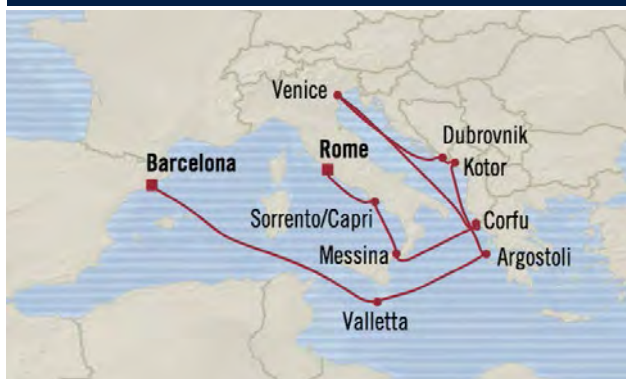 Venice
Dubrovnik
Rome
Kotor
Barcelona
Sorrento/Capri
Corfu
Messina
Argostoli
Valletta